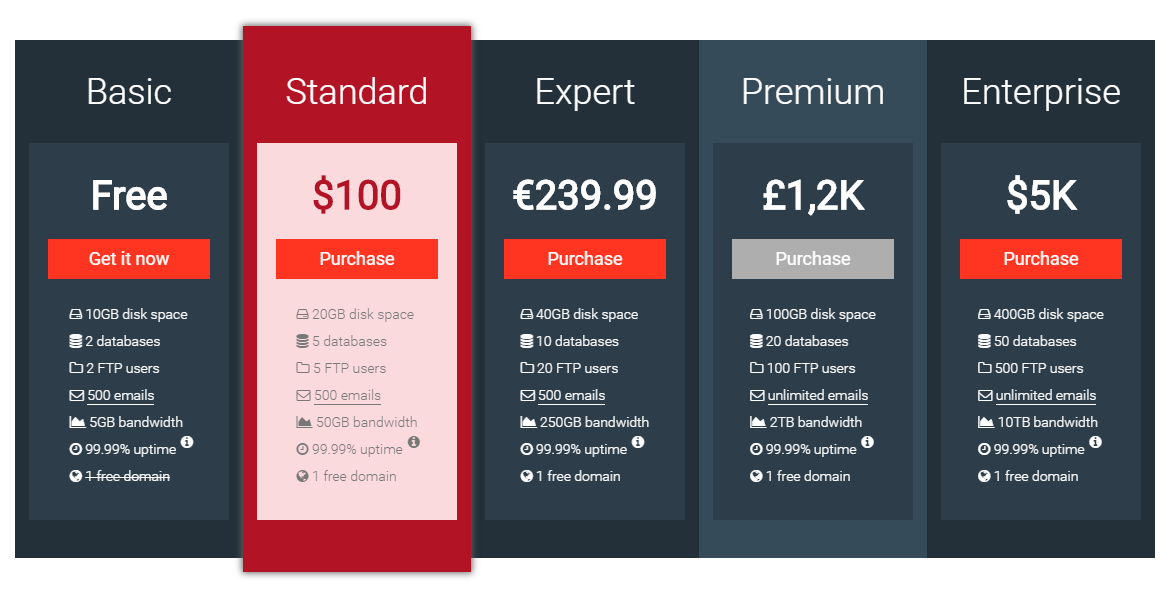 Basic
Free
Get it now
10GB disk space
2 databases
2 FTP users
500 emails
5GB bandwidth
99.99% uptime
1 free domain
Standard
$100
Purchase
20GB disk space
5 databases
5 FTP users
500 emails
50GB bandwidth
99.99% uptime
1 free domain
Expert
€239.99
Purchase
40GB disk space
10 databases
20 FTP users
500 emails
250GB bandwidth
99.99% uptime
1 free domain
Premium
£1,2K
Purchase
100GB disk space
20 databases
100 FTP users
unlimited emails
2TB bandwidth
99.99% uptime
1 free domain
Enterprise
$5K
Purchase
400GB disk space
50 databases
500 FTP users
unlimited emails
10TB bandwidth
99.99% uptime
1 free domain